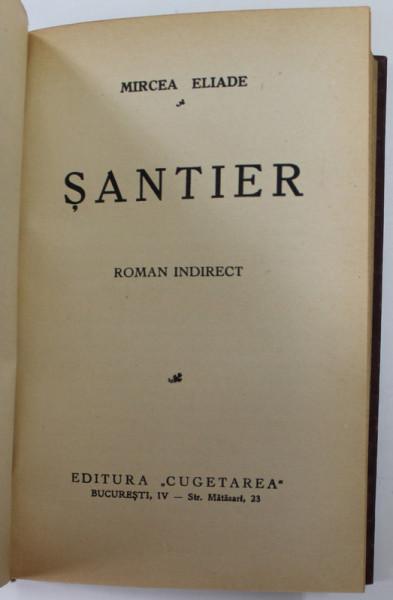 MIRCEA ELIADE
ȘANTIER
ROMAN INDIRECT
EDITURA „CUGETAREA“
BUCUREȘTI, IV — Str. Mătăsari, 23